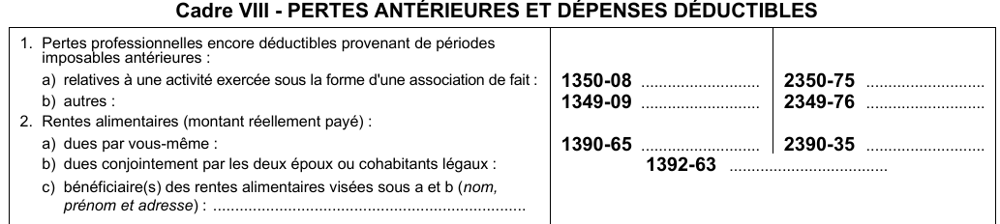 Cadre VIII - PERTES ANTÉRIEURES ET DÉPENSES DÉDUCTIBLES
1. Pertes professionnelles encore déductibles provenant de périodes
imposables antérieures :
a) relatives à une activité exercée sous la forme d'une association de fait : 1350-08 .......................... 2350-75 ..........................
b) autres : 1349-09 .......................... 2349-76 ..........................
2. Rentes alimentaires (montant réellement payé) :
a) dues par vous-même : 1390-65 .......................... 2390-35 ..........................
b) dues conjointement par les deux époux ou cohabitants légaux : 1392-63 ....................................
c) bénéficiaire(s) des rentes alimentaires visées sous a et b (nom,
prénom et adresse) : .......................................................................